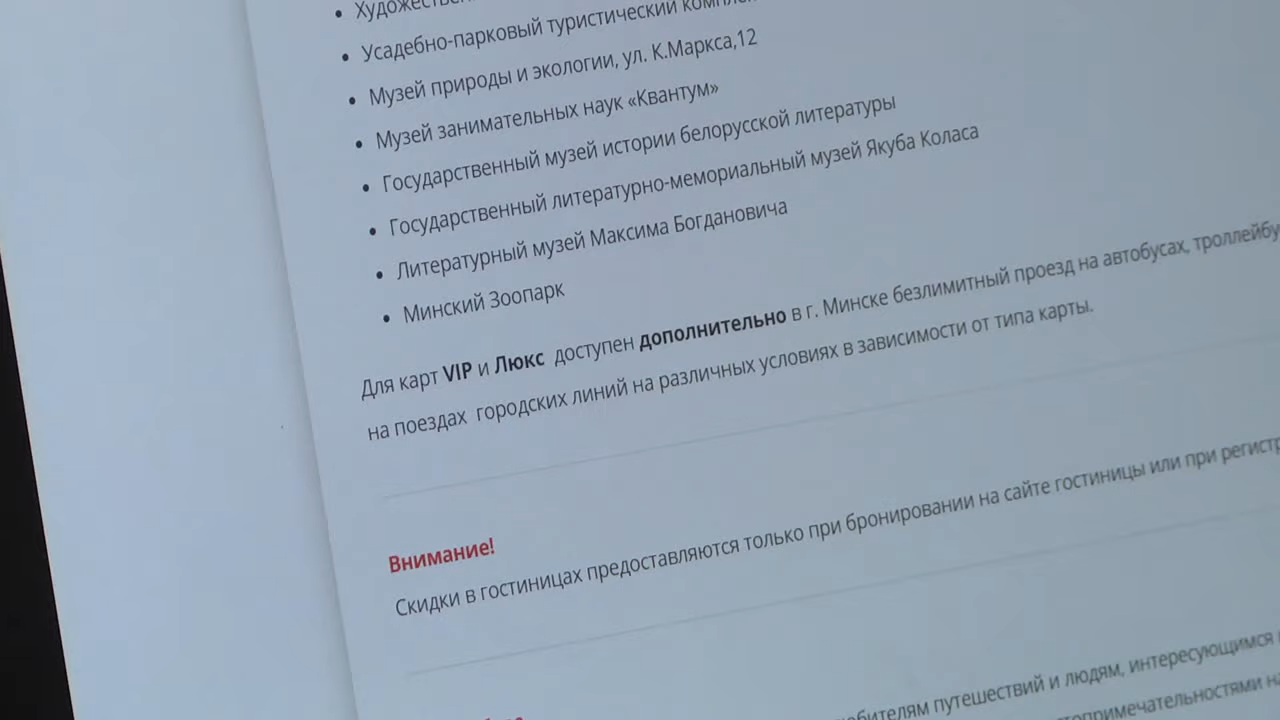 Усадебно-парковый туристический
Музей природы и экологии, ул. К.Маркса,12
Музей занимательных наук «Квантум»
Государственный музей истории белорусской литературы
Государственный литературно-мемориальный музей Якуба Коласа
Литературный музей Максима Богдановича
Минский Зоопарк
Для карт VIP и Люкс доступен дополнительно в г. Минске безлимитный проезд на автобусах,
на поездах городских линий на различных условиях в зависимости от типа карты.
Внимание!
Скидки в гостиницах предоставляются только при бронировании на сайте гостиницы или при
путешествий и людям, интересующимся